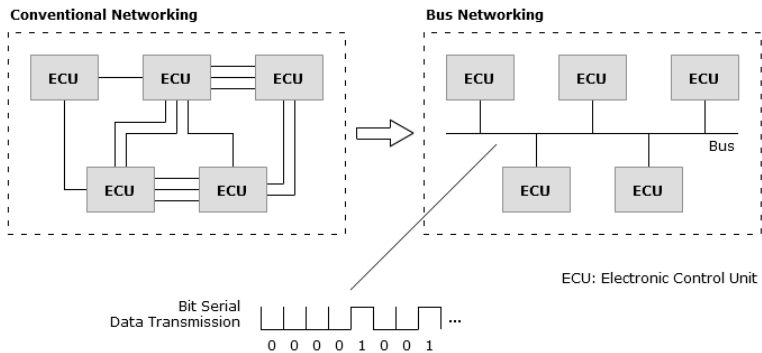 Conventional Networking
Bus Networking
ECU
ECU
ECU
ECU
ECU
ECU
ECU
ECU
Bus
ECU
ECU
ECU: Electronic Control Unit
Bit Serial
Data Transmission
...
0 0 0 0 1 0 0 1